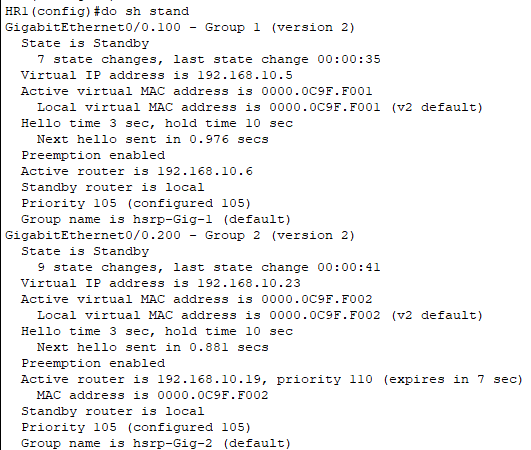 HR1(config)#do sh stand
GigabitEthernet0/0.100 - Group 1 (version 2)
State is Standby
7 state changes, last state change 00:00:35
Virtual IP address is 192.168.10.5
Active virtual MAC address is 0000.0C9F.F001
Local virtual MAC address is 0000.0C9F.F001 (v2 default)
Hello time 3 sec, hold time 10 sec
Next hello sent in 0.976 secs
Preemption enabled
Active router is 192.168.10.6
Standby router is local
Priority 105 (configured 105)
Group name is hsrp-Gig-1 (default)
GigabitEthernet0/0.200 - Group 2 (version 2)
State is Standby
9 state changes, last state change 00:00:41
Virtual IP address is 192.168.10.23
Active virtual MAC address is 0000.0C9F.F002
Local virtual MAC address is 0000.0C9F.F002 (v2 default)
Hello time 3 sec, hold time 10 sec
Next hello sent in 0.881 secs
Preemption enabled
Active router is 192.168.10.19, priority 110 (expires in 7 sec)
MAC address is 0000.0C9F.F002
Standby router is local
Priority 105 (configured 105)
Group name is hsrp-Gig-2 (default)